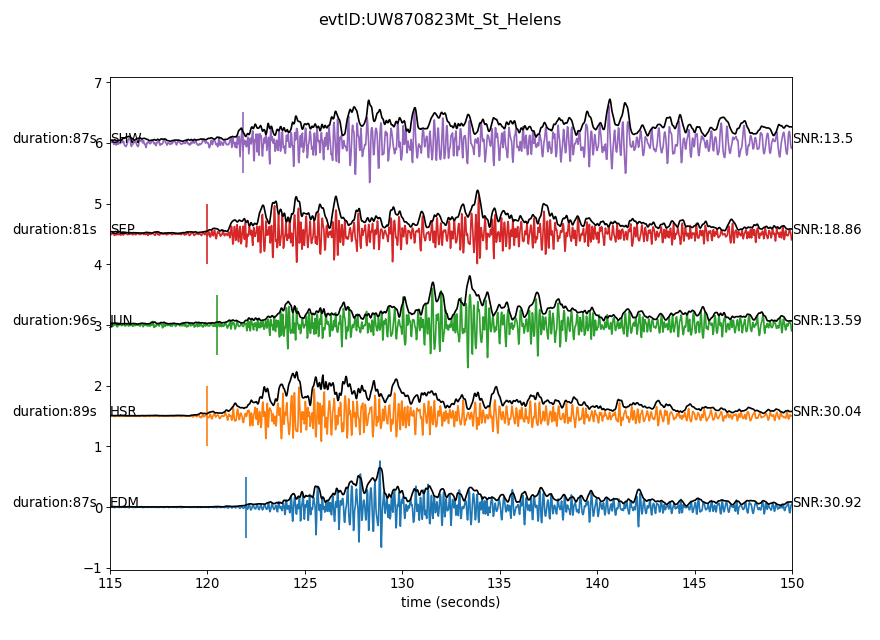 evtID:UW870823Mt_St_Helens
7
duration:87s SHW SNR:13.5
6
5
duration:81s SEP SNR:18.86
4
duration:96s JUN SNR:13.59
3
2
duration:89s HSR SNR:30.04
1
duration:87s EDM SNR:30.92
0
−1
115 120 125 130 135 140 145 150
time (seconds)